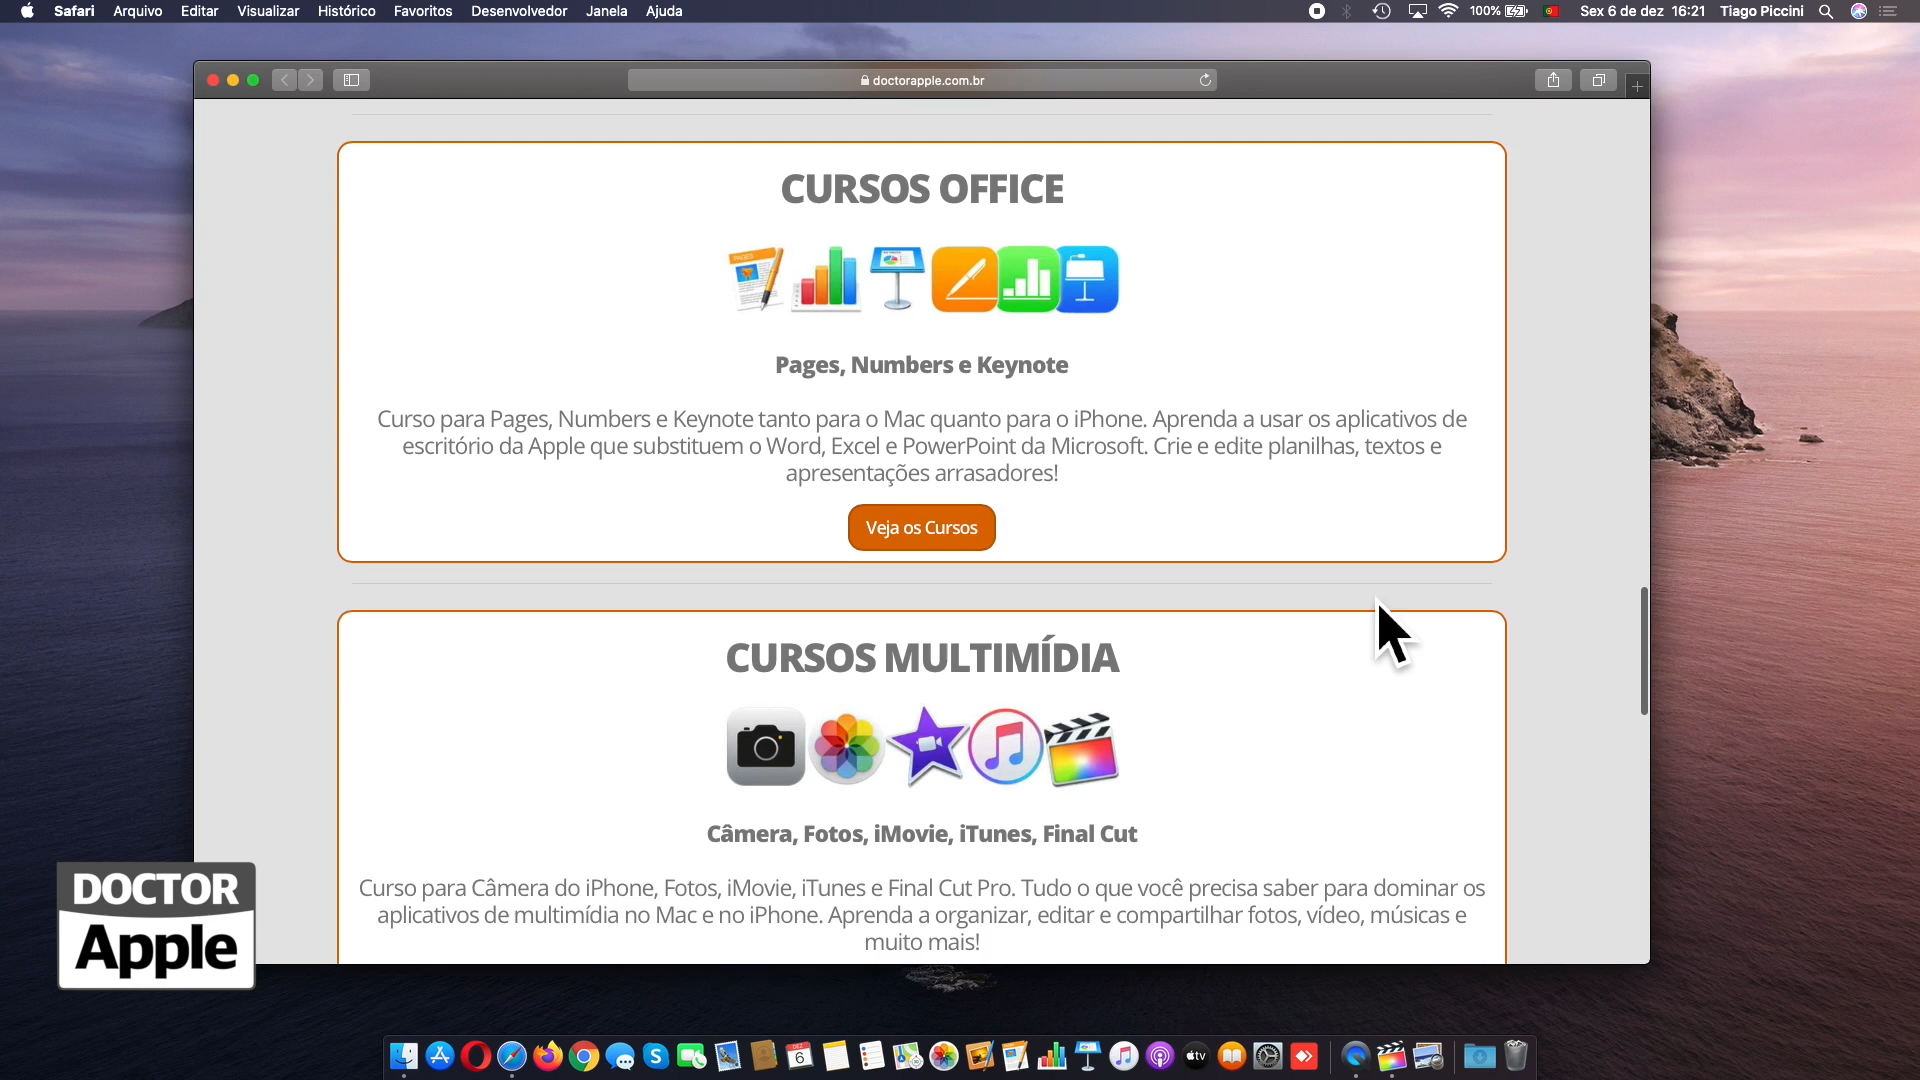 Safari Arquivo Editar Visualizar Histórico Favoritos Desenvolvedor Janela Ajuda 100% Sex 6 de dez 16:21 Tiago Piccini
doctorapple.com.br
CURSOS OFFICE
PAGES
Pages, Numbers e Keynote
Curso para Pages, Numbers e Keynote tanto para o Mac quanto para o iPhone. Aprenda a usar os aplicativos de
escritório da Apple que substituem o Word, Excel e PowerPoint da Microsoft. Crie e edite planilhas, textos e
apresentações arrasadores!
Veja os Cursos
CURSOS MULTIMÍDIA
Câmera, Fotos, iMovie, iTunes, Final Cut
Curso para Câmera do iPhone, Fotos, iMovie, iTunes e Final Cut Pro. Tudo o que você precisa saber para dominar os
aplicativos de multimídia no Mac e no iPhone. Aprenda a organizar, editar e compartilhar fotos, vídeo, músicas e
muito mais!
DOCTOR
Apple
DEZ
6
tv